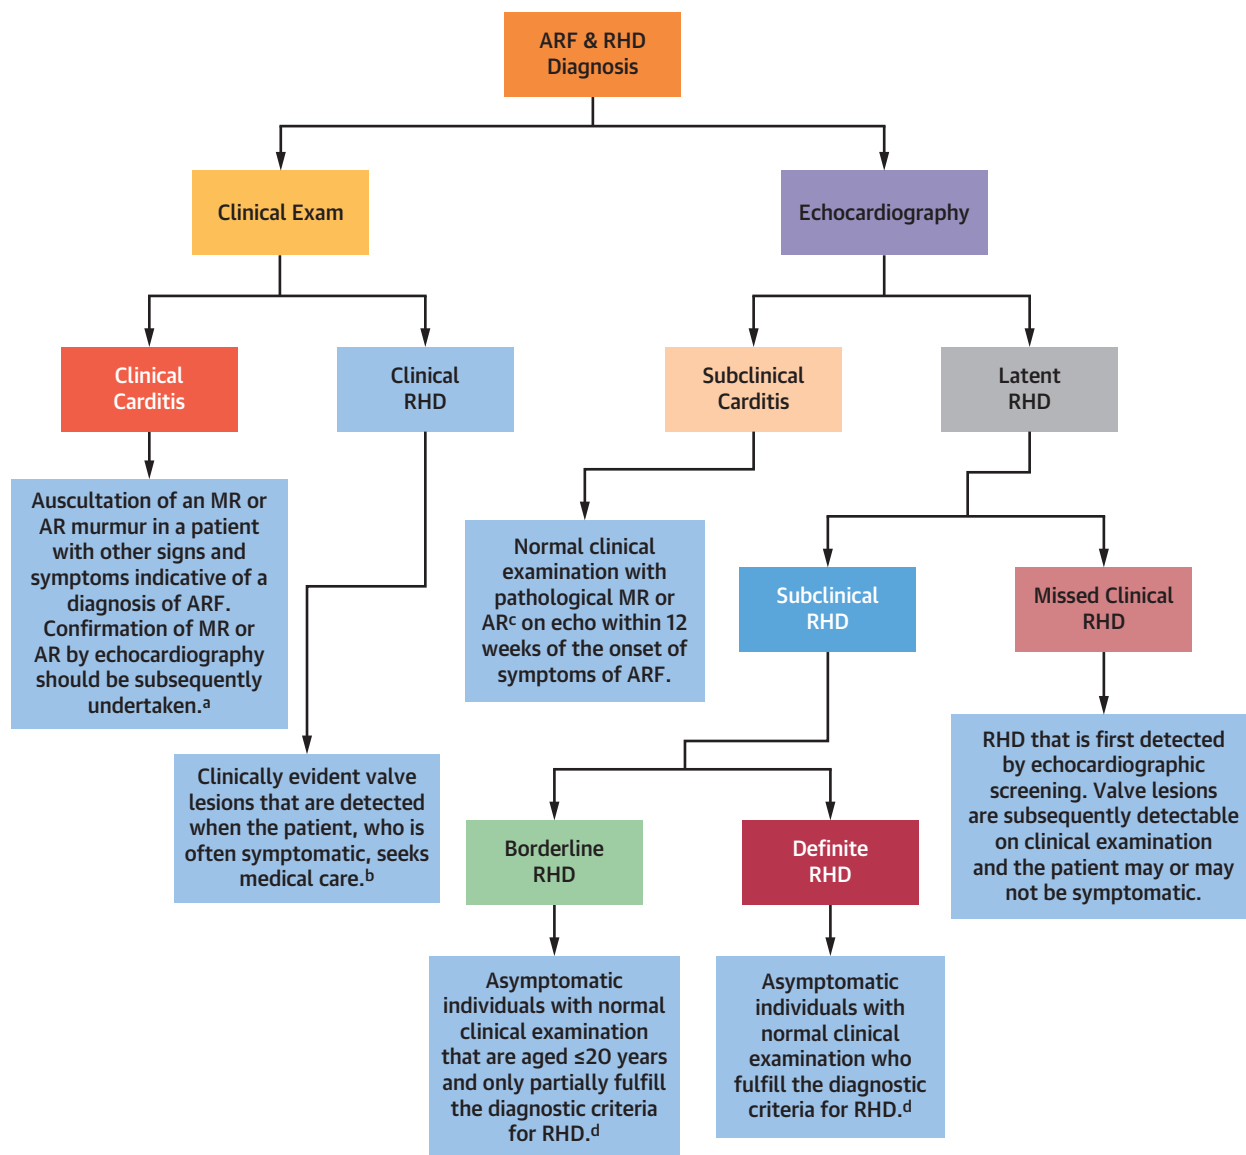 ARF & RHD
Diagnosis
Clinical Exam
Echocardiography
Clinical
Carditis
Clinical
RHD
Subclinical
Carditis
Latent
RHD
Auscultation of an MR or
AR murmur in a patient
with other signs and
symptoms indicative of a
diagnosis of ARF.
Confirmation of MR or
AR by echocardiography
should be subsequently
undertaken.a
Normal clinical
examination with
pathological MR or
ARc on echo within 12
weeks of the onset of
symptoms of ARF.
Subclinical
RHD
Missed Clinical
RHD
Clinically evident valve
lesions that are detected
when the patient, who is
often symptomatic, seeks
medical care.b
RHD that is first detected
by echocardiographic
screening. Valve lesions
are subsequently detectable
on clinical examination
and the patient may or may
not be symptomatic.
Borderline
RHD
Definite
RHD
Asymptomatic
individuals with normal
clinical examination
that are aged ≤20 years
and only partially fulfill
the diagnostic criteria
for RHD.d
Asymptomatic
individuals with
normal clinical
examination who
fulfill the diagnostic
criteria for RHD.d